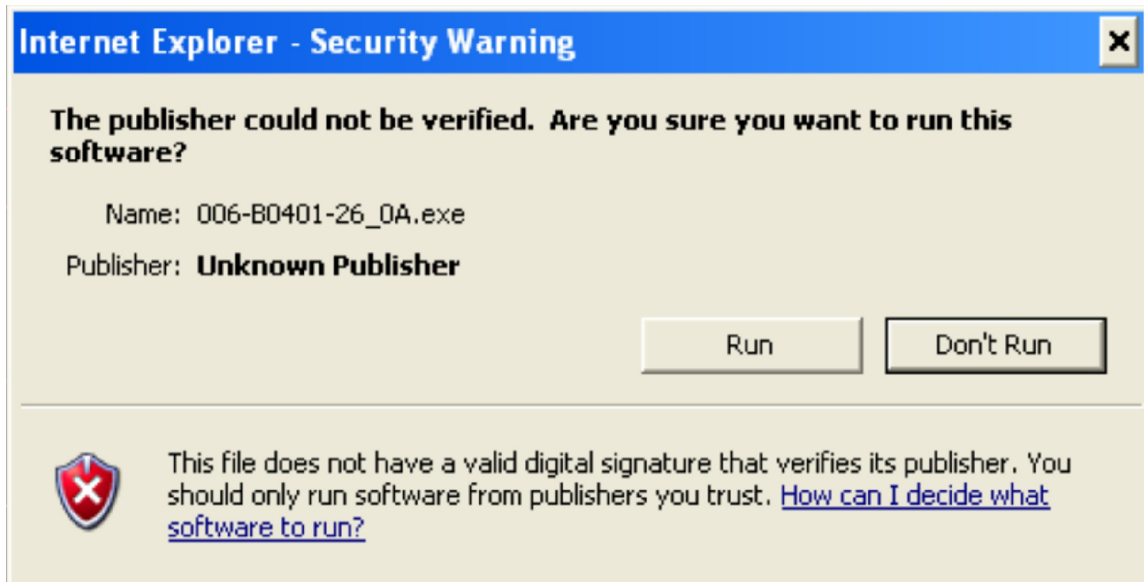 Internet Explorer - Security Warning
The publisher could not be verified. Are you sure you want to run this
software?
Name: 006-B0401-26_0A.exe
Publisher: Unknown Publisher
Run Don't Run
This file does not have a valid digital signature that verifies its publisher. You
should only run software from publishers you trust. How can I decide what
software to run?